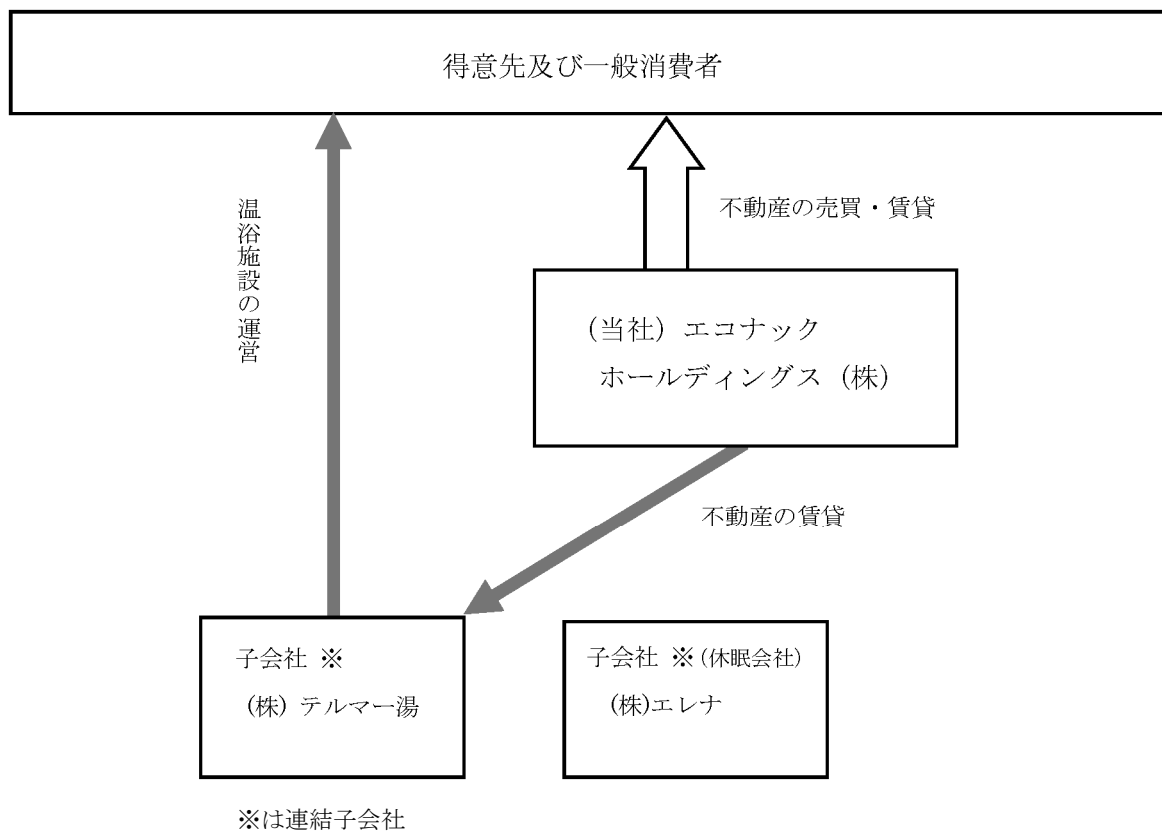 得意先及び一般消費者
温浴施設の運営
不動産の売買・賃貸
(当社) エコナック
ホールディングス (株)
不動産の賃貸
子会社 ※
(株) テルマー湯
子会社 ※(休眠会社)
(株)エレナ
※は連結子会社